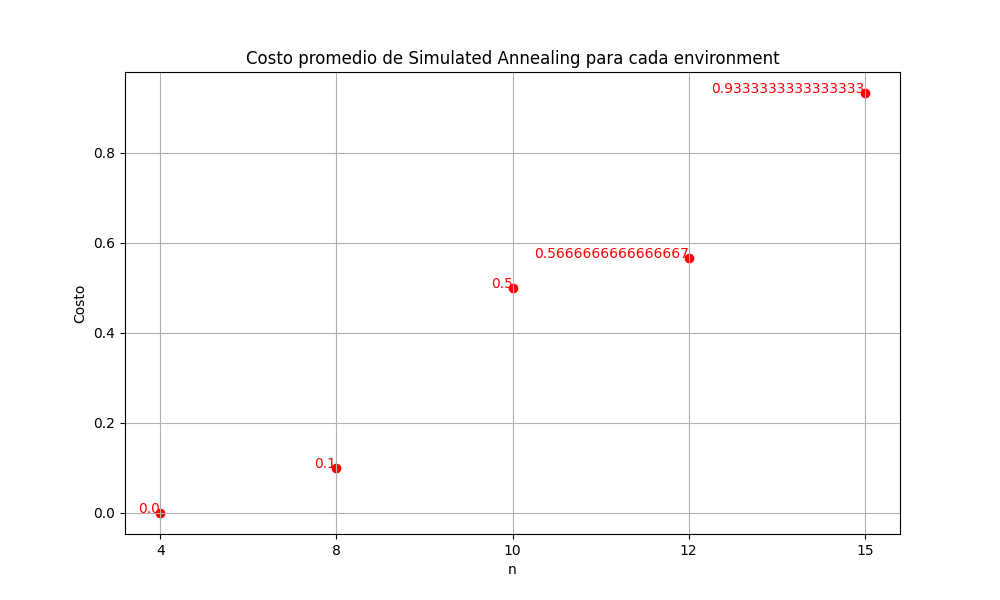 Costo promedio de Simulated Annealing para cada environment
0.9333333333333333
0.8
0.6
0.5666666666666667
0.5
Costo
0.4
0.2
0.1
0.0
0.0
4 8 10 12 15
n